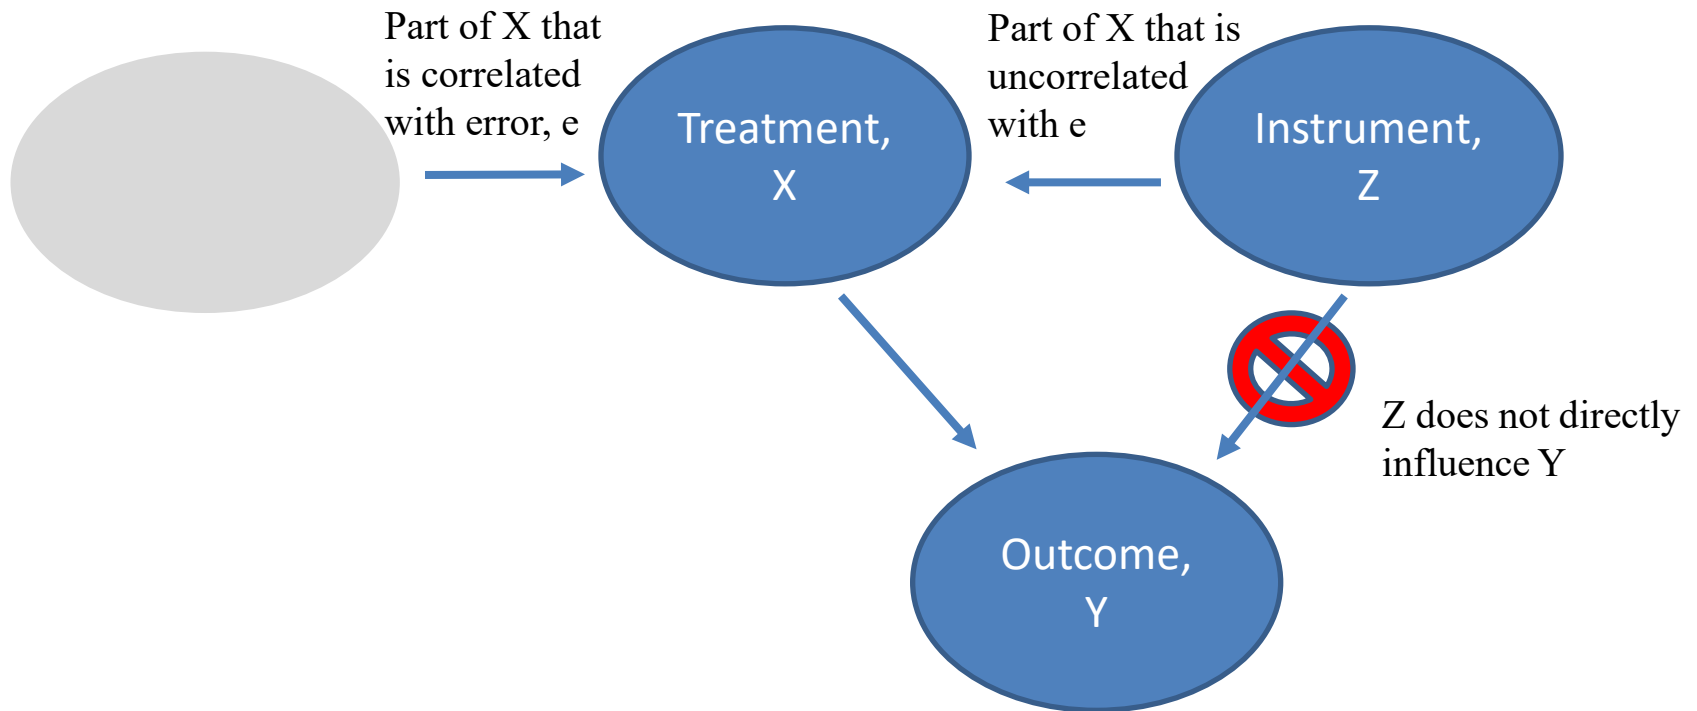 Part of X that
is correlated
with error, e
Treatment,
X
Part of X that is
uncorrelated
with e
Instrument,
Z
Z does not directly
influence Y
Outcome,
Y